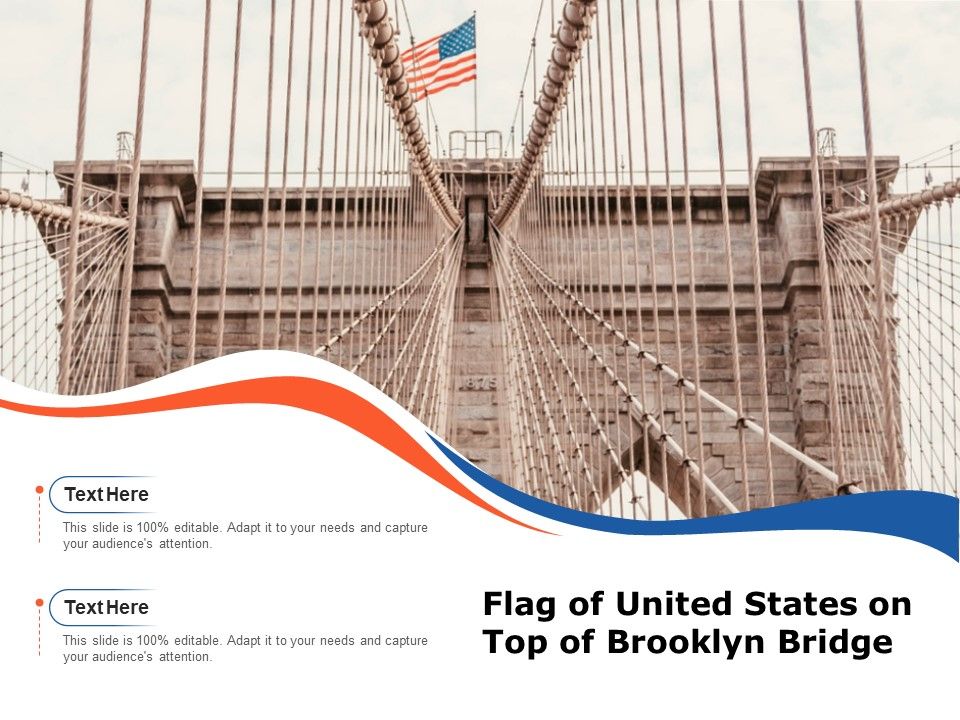 1875
Text Here
This slide is 100% editable. Adapt it to your needs and capture
your audience's attention.
Text Here
This slide is 100% editable. Adapt it to your needs and capture
your audience's attention.
Flag of United States on
Top of Brooklyn Bridge